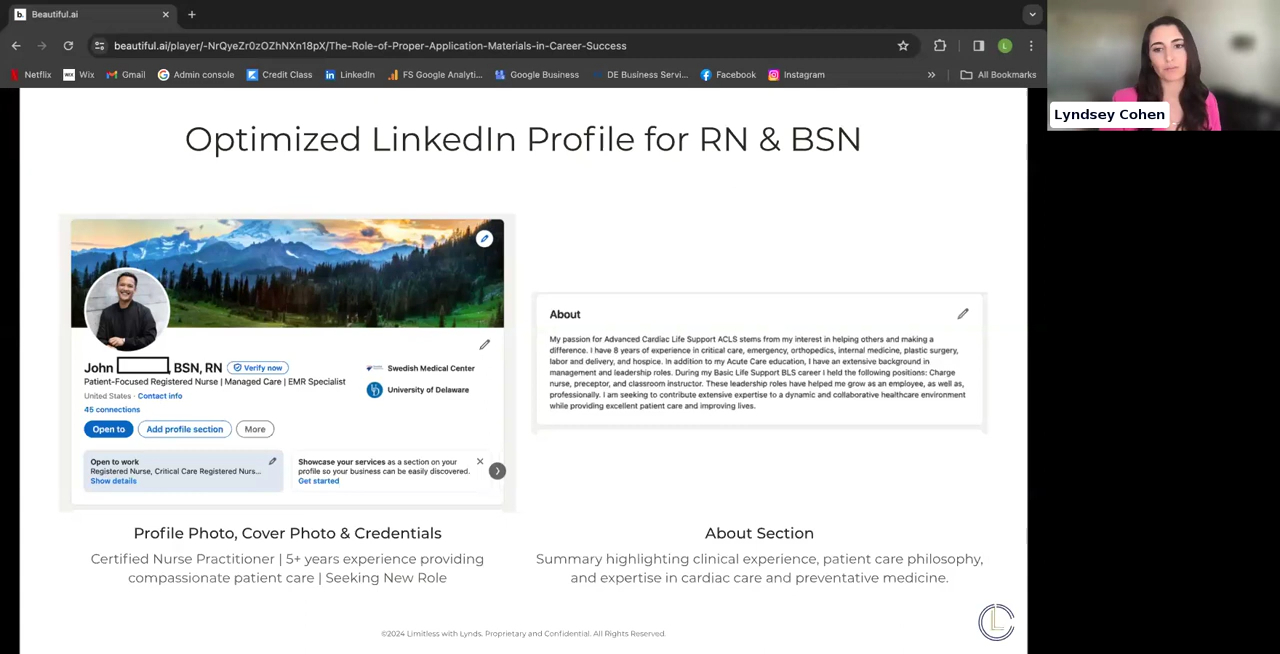 b. Beautiful.ai
beautiful.ai/player/-NrQyeZr0zOZhNXn18pX/The-Role-of-Proper-Application-Materials-in-Career-Success
L
Netflix
WIX Wix
Gmail
Admin console
Credit Class
LinkedIn
FS Google Analyti...
Google Business
DE Business Servi...
Facebook
Instagram
»
All Bookmarks
Lyndsey Cohen
Optimized LinkedIn Profile for RN & BSN
John
, BSN, RN
Verify now
Patient-Focused Registered Nurse | Managed Care | EMR Specialist
United States · Contact info
45 connections
Swedish Medical Center
University of Delaware
Open to
Add profile section
More
Open to work
Registered Nurse, Critical Care Registered Nurs...
Show details
Showcase your services as a section on your
profile so your business can be easily discovered.
Get started
Profile Photo, Cover Photo & Credentials
Certified Nurse Practitioner | 5+ years experience providing
compassionate patient care | Seeking New Role
About
My passion for Advanced Cardiac Life Support ACLS stems from my interest in helping others and making a
difference. I have 8 years of experience in critical care, emergency, orthopedics, internal medicine, plastic surgery,
labor and delivery, and hospice. In addition to my Acute Care education, I have an extensive background in
management and leadership roles. During my Basic Life Support BLS career I held the following positions: Charge
nurse, preceptor, and classroom instructor. These leadership roles have helped me grow as an employee, as well as,
professionally. I am seeking to contribute extensive expertise to a dynamic and collaborative healthcare environment
while providing excellent patient care and improving lives.
About Section
Summary highlighting clinical experience, patient care philosophy,
and expertise in cardiac care and preventative medicine.
©2024 Limitless with Lynds. Proprietary and Confidential. All Rights Reserved.